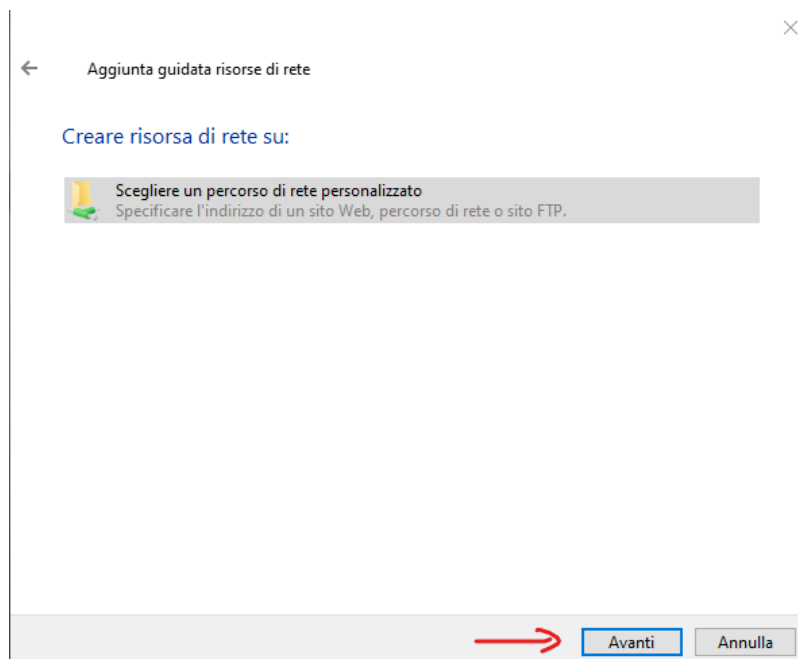 Aggiunta guidata risorse di rete
Creare risorsa di rete su:
Scegliere un percorso di rete personalizzato
Specificare l'indirizzo di un sito Web, percorso di rete o sito FTP.
Avanti
Annulla